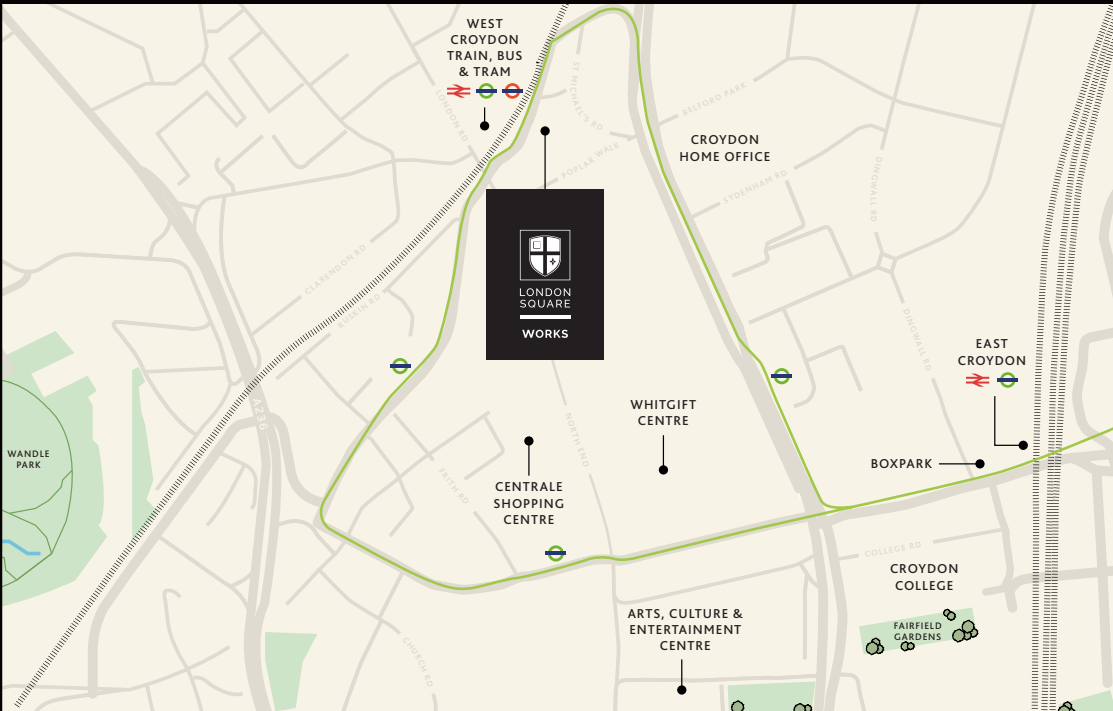 WEST
CROYDON
TRAIN, BUS
& TRAM
ST MICHAEL'S RD
LONDON RD
BELFORD PARK
CROYDON
HOME OFFICE
POPLAR WALK
SYDENHAM RD
DINGWALL RD
LONDON
SQUARE
WORKS
CLARENDON RD
RUSKIN RD
DINGWALL RD
EAST
CROYDON
A236
WHITGIFT
CENTRE
NORTH END
WANDLE
PARK
BOXPARK
FRITH RD
CENTRALE
SHOPPING
CENTRE
COLLEGE RD
CROYDON
COLLEGE
ARTS, CULTURE &
ENTERTAINMENT
CENTRE
FAIRFIELD
GARDENS
CHURCH RD